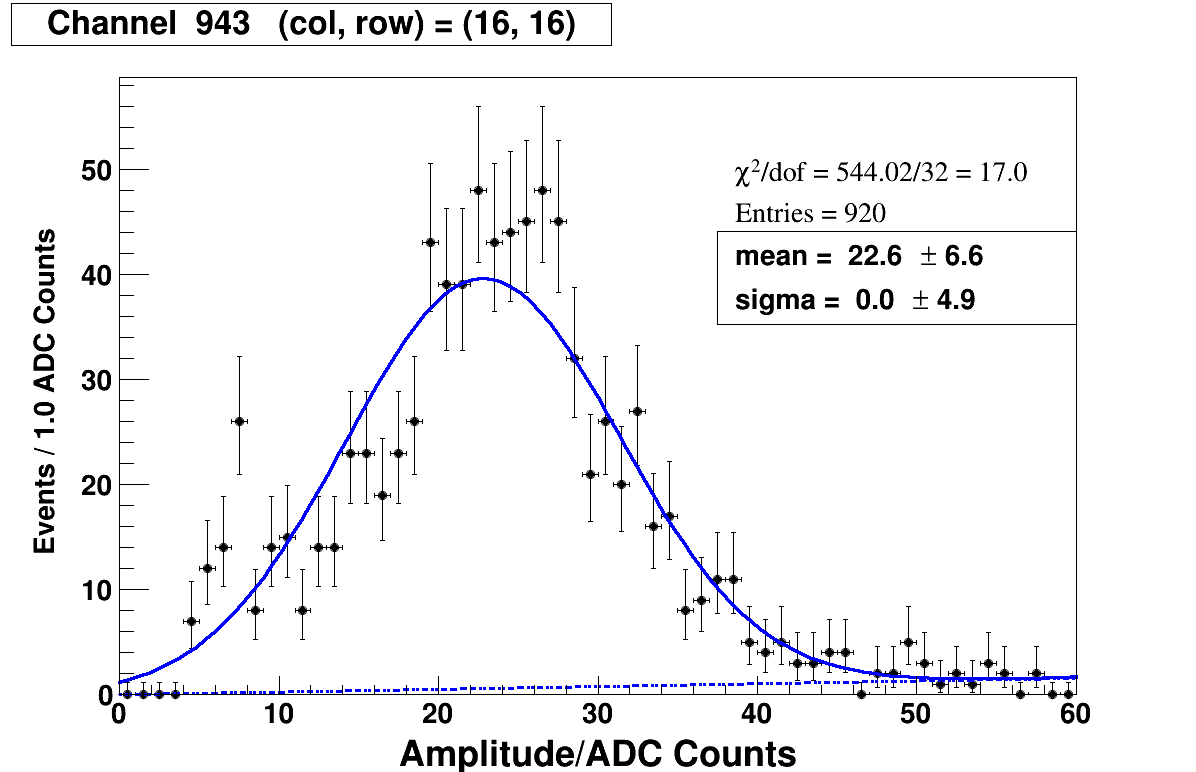 Channel 943 (col, row) = (16, 16)
χ²/dof = 544.02/32 = 17.0
Entries = 920
mean = 22.6 ± 6.6
sigma = 0.0 ± 4.9
Events / 1.0 ADC Counts
50
40
30
20
10
0
0 10 20 30 40 50 60
Amplitude/ADC Counts